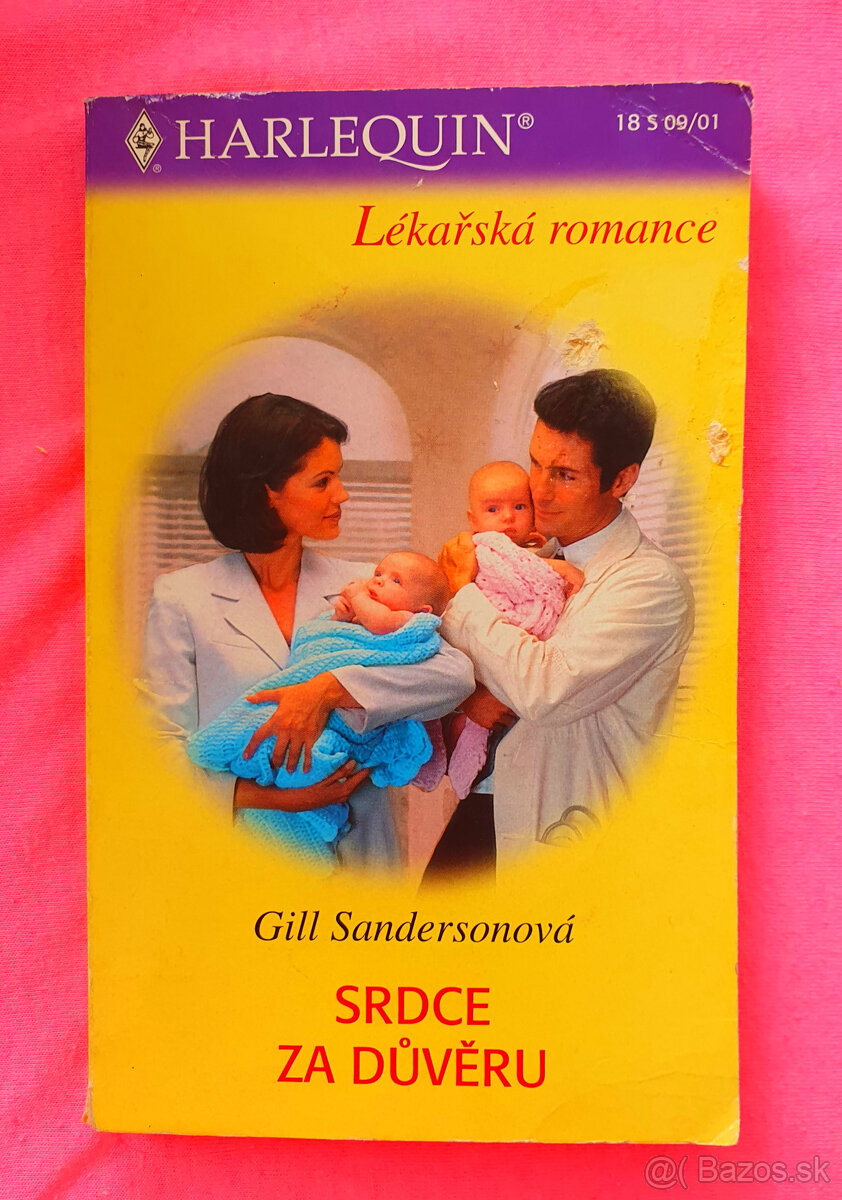 HARLEQUIN®
18 S 09/01
®
Lékařská romance
Gill Sandersonová
SRDCE
ZA DŮVĚRU
@( Bazos.sk